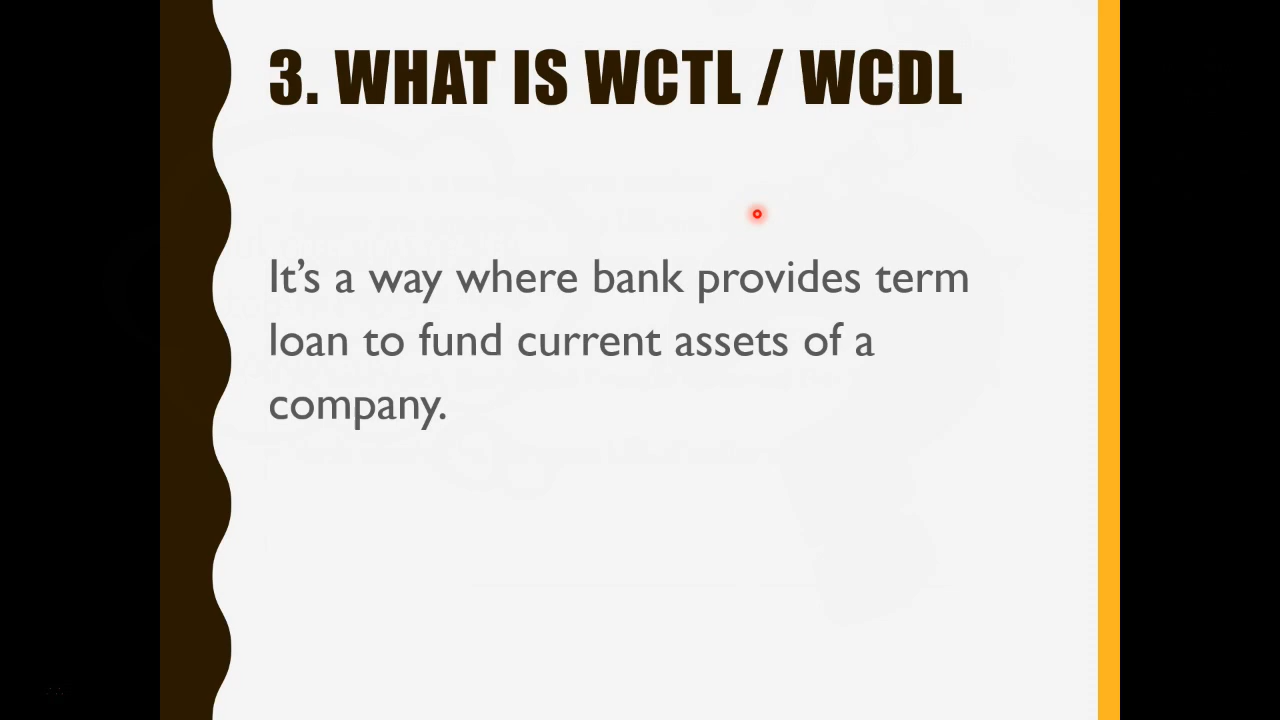 3. WHAT IS WCTL / WCDL
It’s a way where bank provides term
loan to fund current assets of a
company.